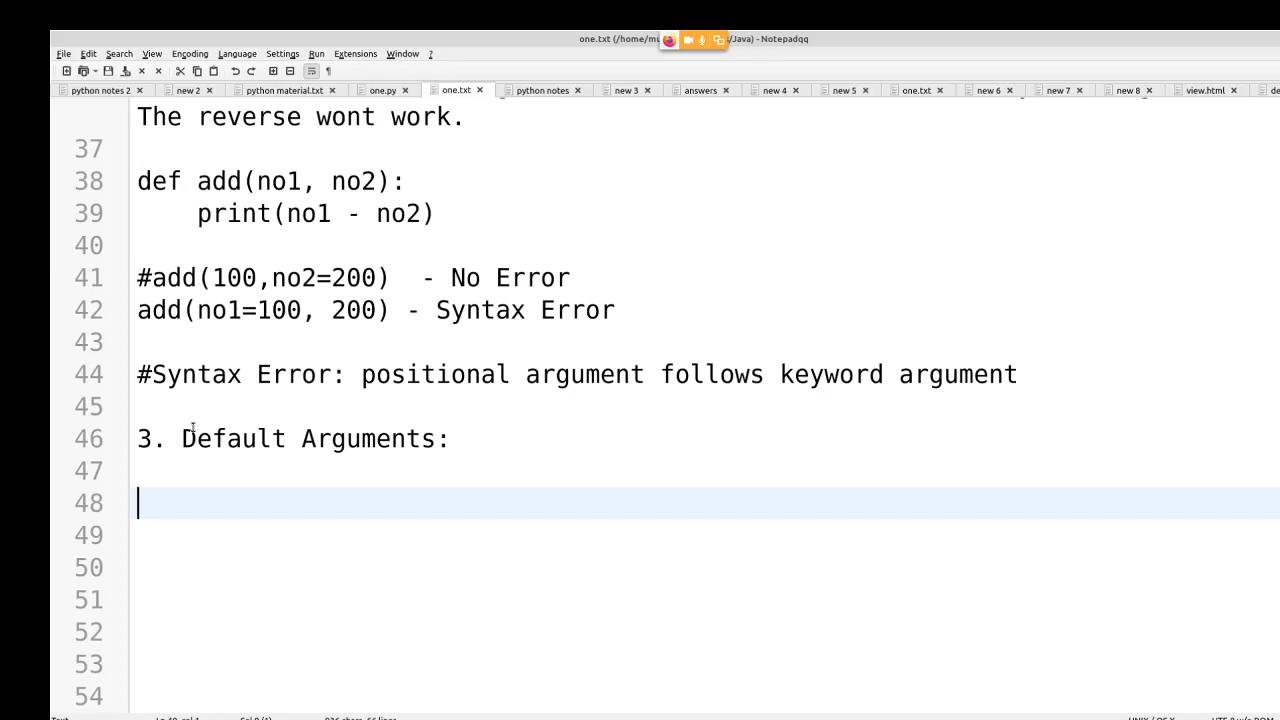 one.txt (/home/mu
/Java) - Notepadqq
File Edit Search View Encoding Language Settings Run Extensions Window ?
python notes 2 new 2 python material.txt one.py one.txt python notes new 3 answers new 4 new 5 one.txt new 6 new 7 new 8 view.html de
The reverse wont work.
37
38 def add(no1, no2):
39 print(no1 - no2)
40
41 #add(100,no2=200) - No Error
42 add(no1=100, 200) - Syntax Error
43
44 #Syntax Error: positional argument follows keyword argument
45
46 3. Default Arguments:
47
48
49
50
51
52
53
54